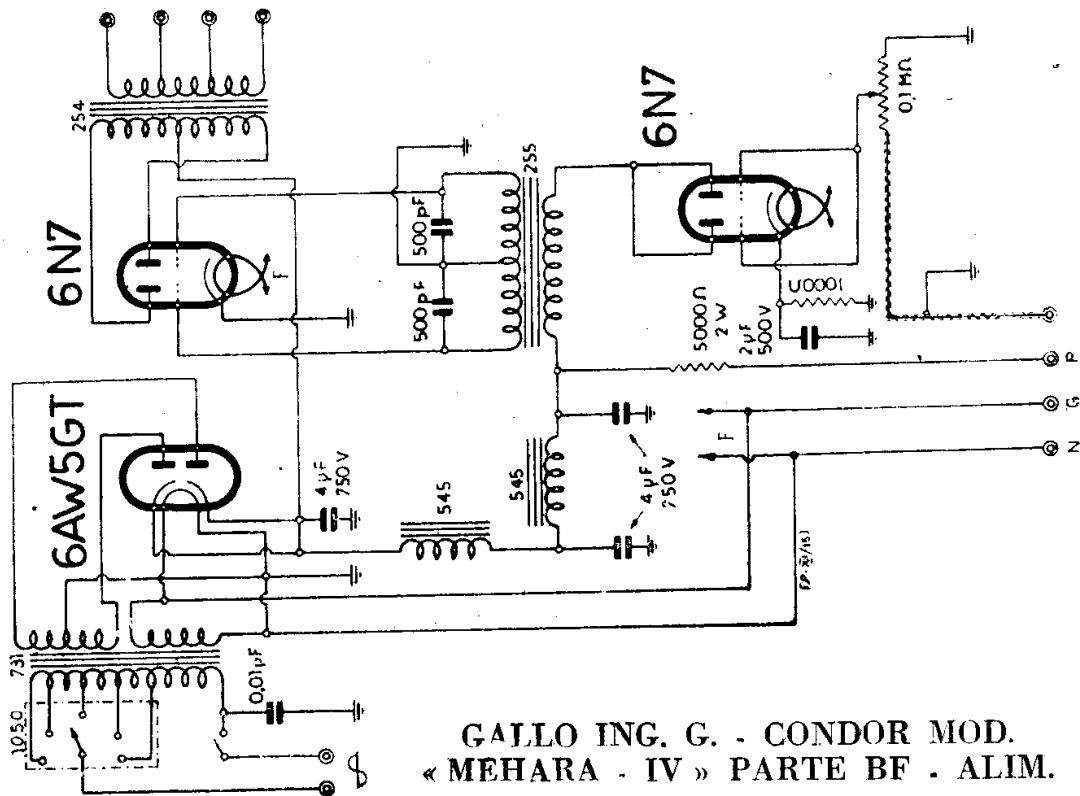 254
6N7
500pF
500pF
255
6N7
0,1MΩ
1000Ω
5000Ω
2W
2μF
500V
6AW5GT
F
4μF
750V
545
545
4μF
750V
F
P
G
N
731
1050
0,01μF
GALLO ING. G. - CONDOR MOD.
« MEHARA - IV » PARTE BF - ALIM.